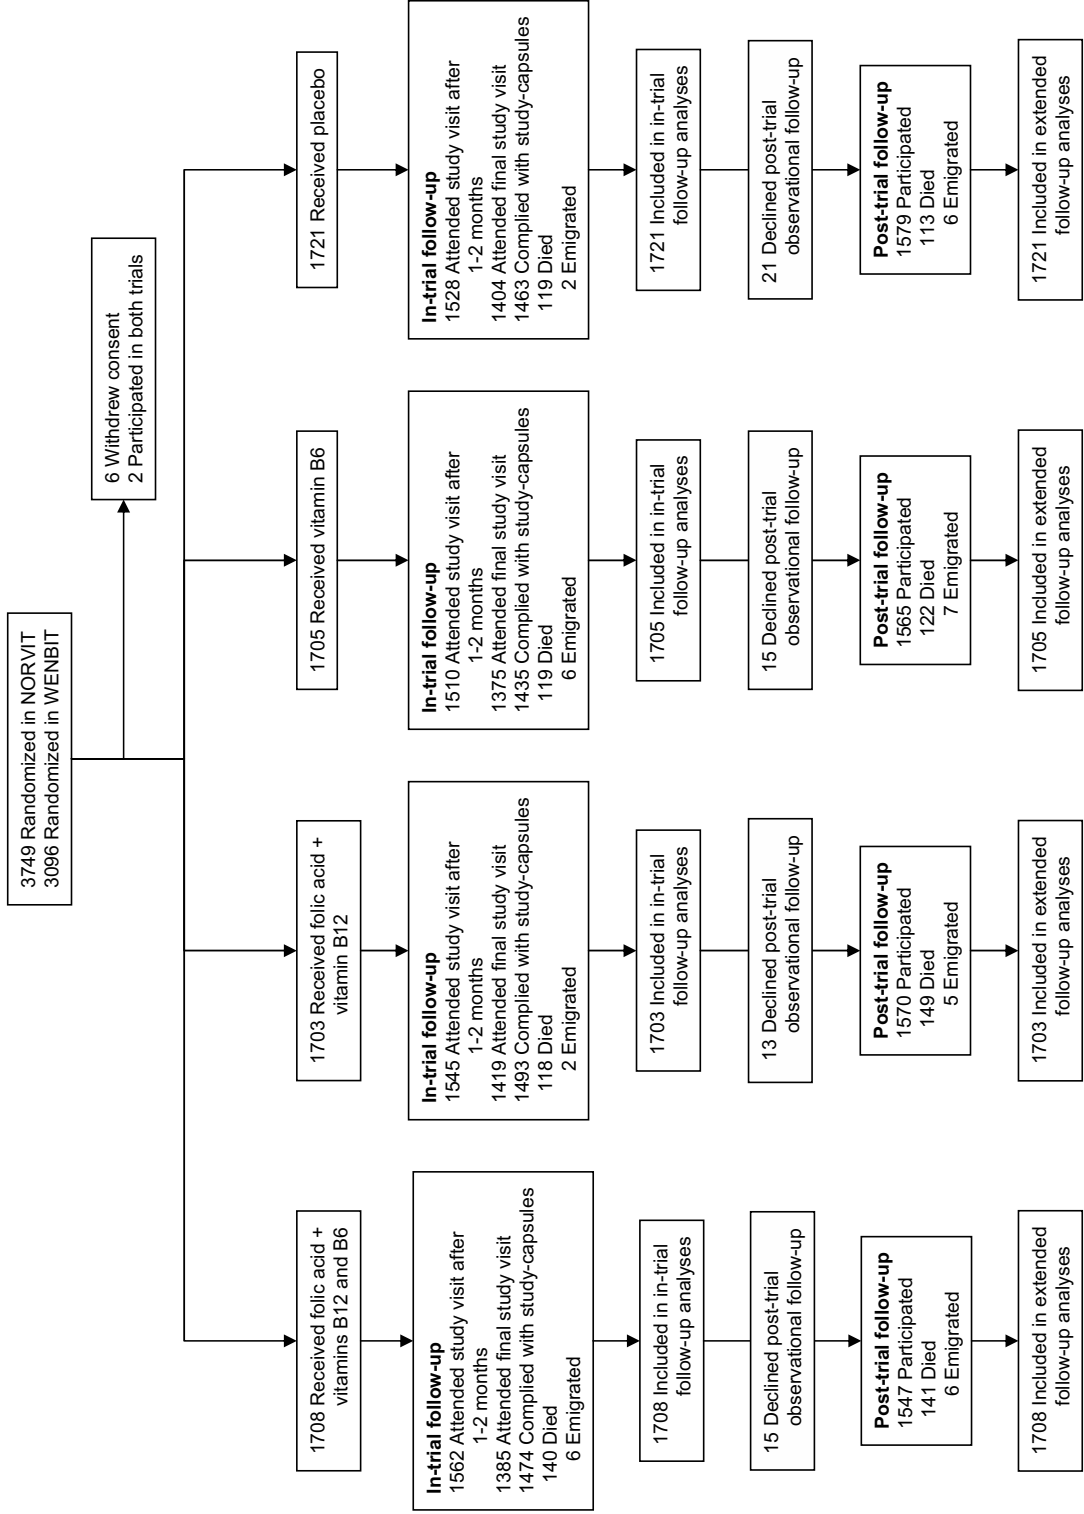 3749 Randomized in NORVIT
3096 Randomized in WENBIT
6 Withdrew consent
2 Participated in both trials
1708 Received folic acid +
vitamins B12 and B6
In-trial follow-up
1562 Attended study visit after
1-2 months
1385 Attended final study visit
1474 Complied with study-capsules
140 Died
6 Emigrated
1708 Included in in-trial
follow-up analyses
15 Declined post-trial
observational follow-up
Post-trial follow-up
1547 Participated
141 Died
6 Emigrated
1708 Included in extended
follow-up analyses
1703 Received folic acid +
vitamin B12
In-trial follow-up
1545 Attended study visit after
1-2 months
1419 Attended final study visit
1493 Complied with study-capsules
118 Died
2 Emigrated
1703 Included in in-trial
follow-up analyses
13 Declined post-trial
observational follow-up
Post-trial follow-up
1570 Participated
149 Died
5 Emigrated
1703 Included in extended
follow-up analyses
1705 Received vitamin B6
In-trial follow-up
1510 Attended study visit after
1-2 months
1375 Attended final study visit
1435 Complied with study-capsules
119 Died
6 Emigrated
1705 Included in in-trial
follow-up analyses
15 Declined post-trial
observational follow-up
Post-trial follow-up
1565 Participated
122 Died
7 Emigrated
1705 Included in extended
follow-up analyses
1721 Received placebo
In-trial follow-up
1528 Attended study visit after
1-2 months
1404 Attended final study visit
1463 Complied with study-capsules
119 Died
2 Emigrated
1721 Included in in-trial
follow-up analyses
21 Declined post-trial
observational follow-up
Post-trial follow-up
1579 Participated
113 Died
6 Emigrated
1721 Included in extended
follow-up analyses